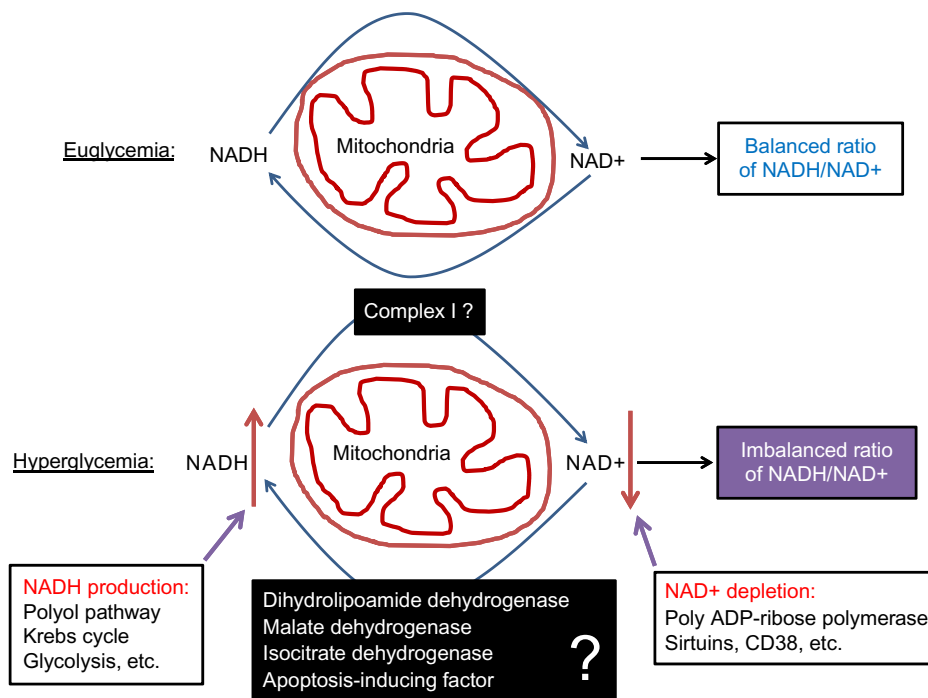 Euglycemia:
NADH
Mitochondria
NAD+
Balanced ratio
of NADH/NAD+
Complex I ?
Hyperglycemia:
NADH
Mitochondria
NAD+
Imbalanced ratio
of NADH/NAD+
NADH production:
Polyol pathway
Krebs cycle
Glycolysis, etc.
Dihydrolipoamide dehydrogenase
Malate dehydrogenase
Isocitrate dehydrogenase
Apoptosis-inducing factor
?
NAD+ depletion:
Poly ADP-ribose polymerase
Sirtuins, CD38, etc.